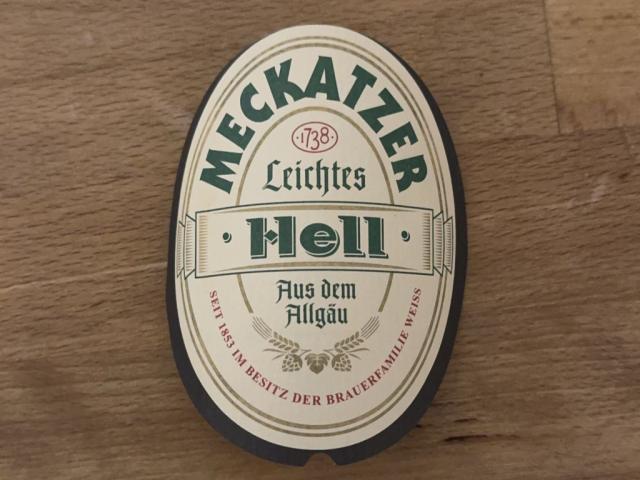 MECKATZER
·1738·
Leichtes
· Hell ·
Aus dem
Allgäu
SEIT 1853 IM BESITZ DER BRAUERFAMILIE WEISS